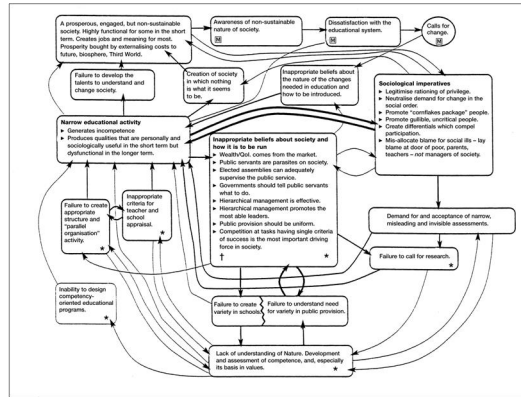 A prosperous, engaged, but non-sustainable
society. Highly functional for some in the short
term. Creates jobs and meaning for most.
Prosperity bought by externalising costs to
future, biosphere, Third World.
Awareness of non-sustainable
nature of society.
M
Dissatisfaction with the
educational system.
M
Calls for
change.
M
Failure to develop the
talents to understand and
change society.
Creation of society
in which nothing
is what it seems
to be.
Inappropriate beliefs about
the nature of the changes
needed in education and
how to be introduced.
Sociological imperatives
► Legitimise rationing of privilege.
► Neutralise demand for change in the
social order.
► Promote "cornflakes package" people.
► Promote gullible, uncritical people.
► Create differentials which compel
participation.
► Mis-allocate blame for social ills – lay
blame at door of poor, parents,
teachers – not managers of society.
Narrow educational activity
► Generates incompetence
► Produces qualities that are personally and
sociologically useful in the short term but
dysfunctional in the longer term.
Inappropriate beliefs about society and
how it is to be run
► Wealth/QoL comes from the market.
► Public servants are parasites on society.
► Elected assemblies can adequately
supervise the public service.
► Governments should tell public servants
what to do.
► Hierarchical management is effective.
► Hierarchical management promotes the
most able leaders.
► Public provision should be uniform.
► Competition at tasks having single criteria
of success is the most important driving
force in society.
† ★
Failure to create
appropriate
structure and
"parallel
organisation"
activity.
★
Inappropriate
criteria for
teacher and
school
appraisal.
★
Demand for and acceptance of narrow,
misleading and invisible assessments.
Failure to call for research.
★
Inability to design
competency-
oriented educational
programs.
★
Failure to create
variety in schools.
Failure to understand need
for variety in public provision.
Lack of understanding of Nature. Development
and assessment of competence, and, especially
its basis in values.
★